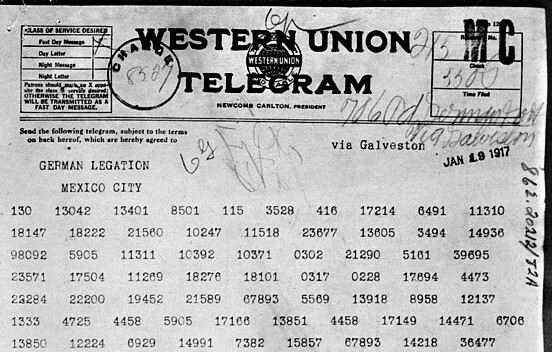 CLASS OF SERVICE DESIRED
Fast Day Message
Day Letter
Night Message
Night Letter
Patrons should mark an X opposite the class of service desired;
OTHERWISE THE TELEGRAM
WILL BE TRANSMITTED AS A
FAST DAY MESSAGE.
CHARGE
WESTERN UNION
WESTERN UNION
TELEGRAM
NEWCOMB CARLTON, PRESIDENT
M C
Check
Time Filed
Send the following telegram, subject to the terms
on back hereof, which are hereby agreed to
via Galveston
JAN 19 1917
GERMAN LEGATION
MEXICO CITY
130 13042 13401 8501 115 3528 416 17214 6491 11310
18147 18222 21560 10247 11518 23677 13605 3494 14936
98092 5905 11311 10392 10371 0302 21290 5161 39695
23571 17504 11269 18276 18101 0317 0228 17694 4473
22284 22200 19452 21589 67893 5569 13918 8958 12137
1333 4725 4458 5905 17166 13851 4458 17149 14471 6706
13850 12224 6929 14991 7382 15857 67893 14218 36477